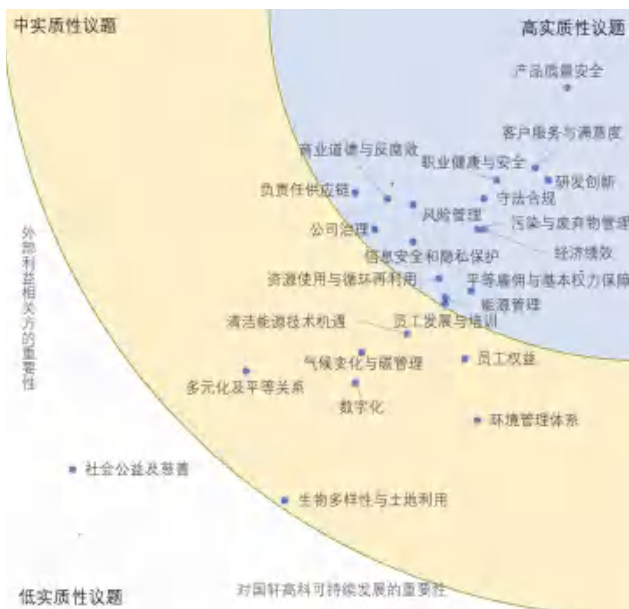 中实质性议题
高实质性议题
产品质量安全
客户服务与满意度
商业道德与反腐败
职业健康与安全
研发创新
负责任供应链
守法合规
风险管理
污染与废弃物管理
公司治理
信息安全和隐私保护
经济绩效
资源使用与循环再利用
平等雇佣与基本权力保障
能源管理
清洁能源技术机遇
员工发展与培训
气候变化与碳管理
员工权益
多元化及平等关系
数字化
环境管理体系
社会公益及慈善
生物多样性与土地利用
外部利益相关方的重要性
对国轩高科可持续发展的重要性
低实质性议题